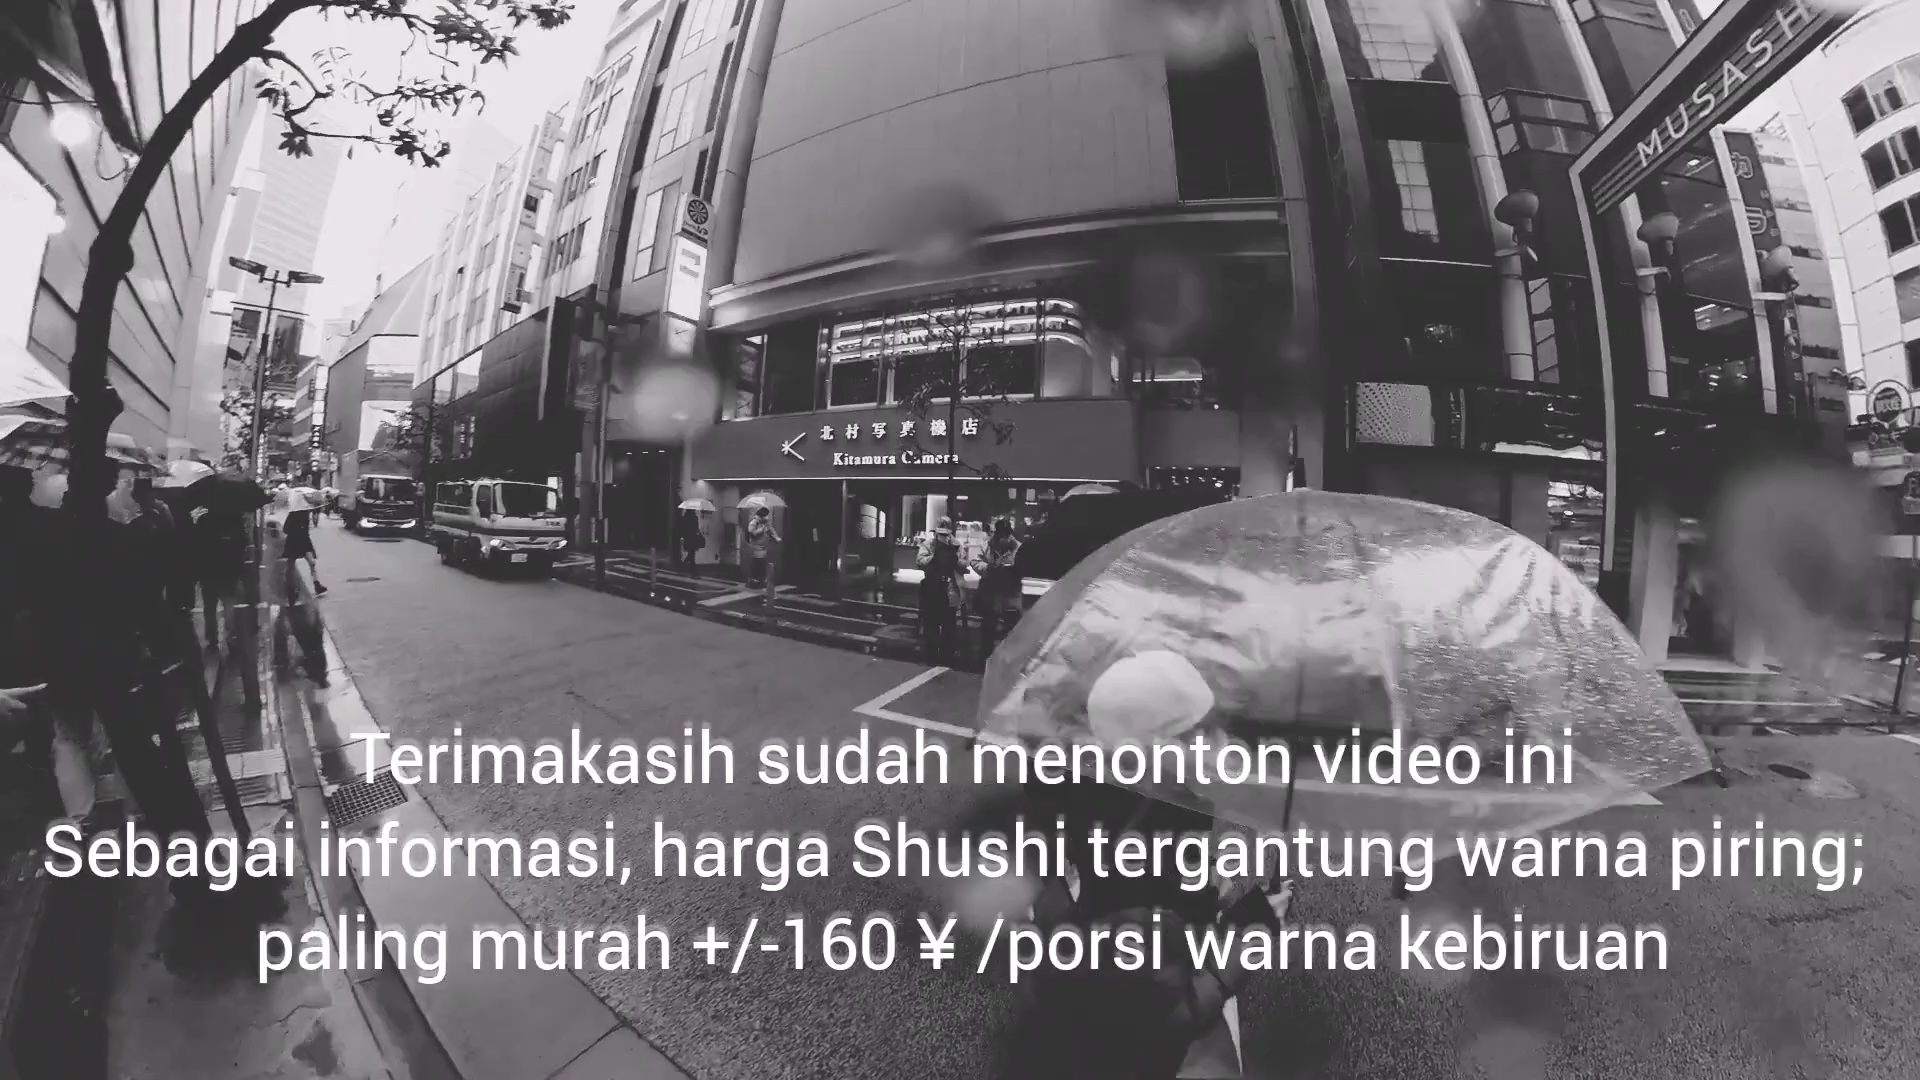 MUSASH
北村写真機店
Kitamura Camera
Terimakasih sudah menonton video ini
Sebagai informasi, harga Shushi tergantung warna piring;
paling murah +/-160 ¥ /porsi warna kebiruan